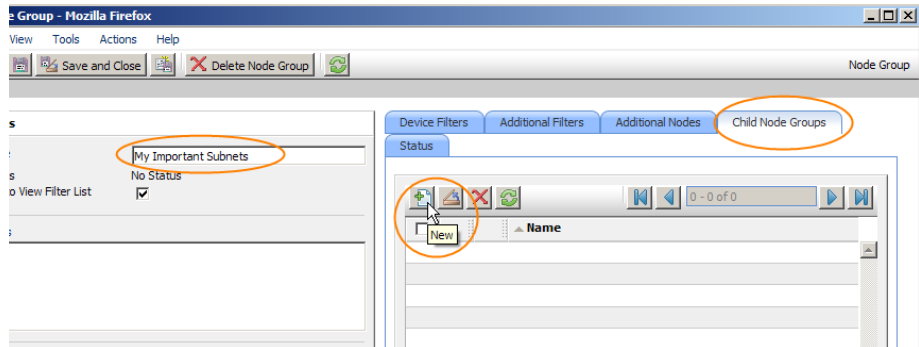 e Group - Mozilla Firefox
View Tools Actions Help
Save and Close Delete Node Group Node Group
s
Device Filters Additional Filters Additional Nodes Child Node Groups
Status
My Important Subnets
s No Status
o View Filter List
0 - 0 of 0
New
Name